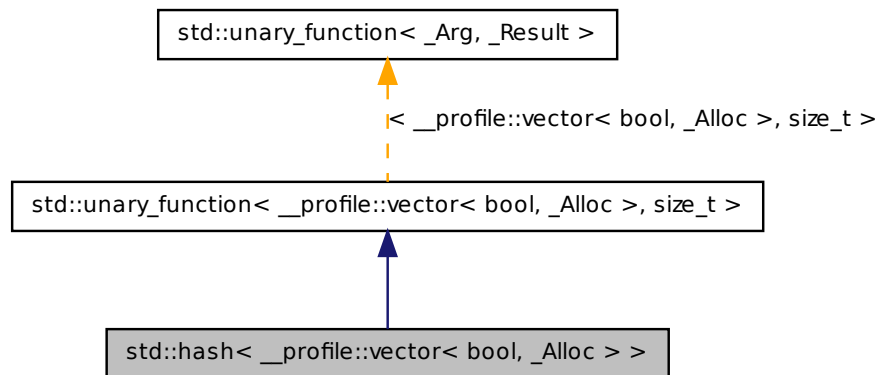 std::unary_function< _Arg, _Result >
< __profile::vector< bool, _Alloc >, size_t >
std::unary_function< __profile::vector< bool, _Alloc >, size_t >
std::hash< __profile::vector< bool, _Alloc > >